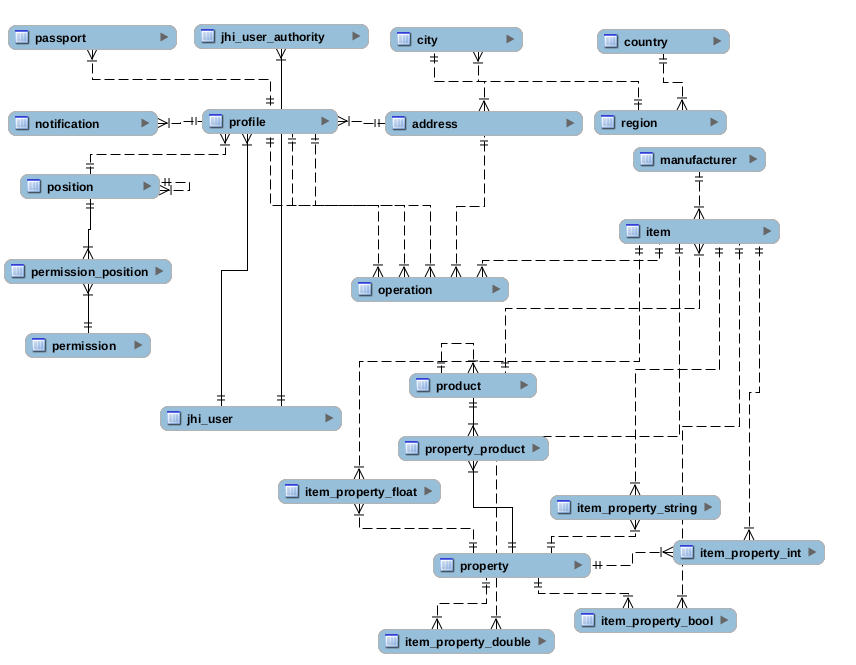 passport
jhi_user_authority
city
country
notification
profile
address
region
manufacturer
position
item
permission_position
operation
permission
product
jhi_user
property_product
item_property_float
item_property_string
item_property_int
property
item_property_bool
item_property_double